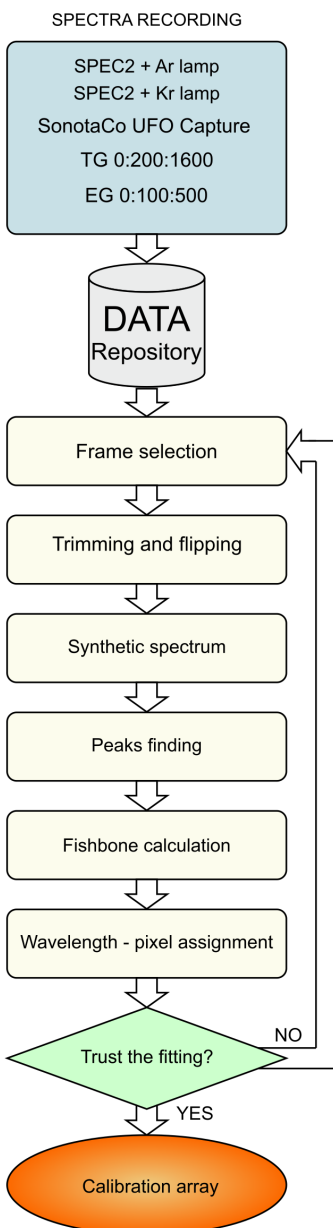 SPECTRA RECORDING
SPEC2 + Ar lamp
SPEC2 + Kr lamp
SonotaCo UFO Capture
TG 0:200:1600
EG 0:100:500
DATA
Repository
Frame selection
Trimming and flipping
Synthetic spectrum
Peaks finding
Fishbone calculation
Wavelength - pixel assignment
Trust the fitting?
NO
YES
Calibration array